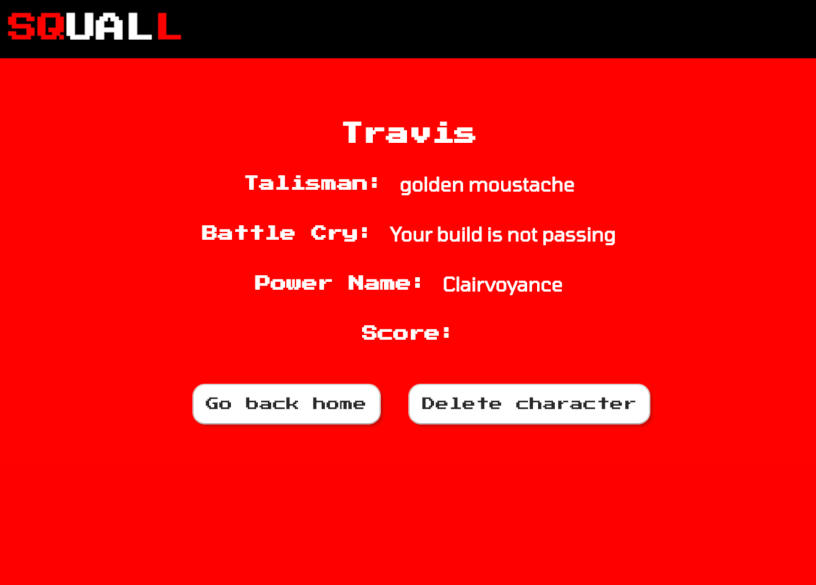 SQUALL
Travis
Talisman: golden moustache
Battle Cry: Your build is not passing
Power Name: Clairvoyance
Score:
Go back home Delete character